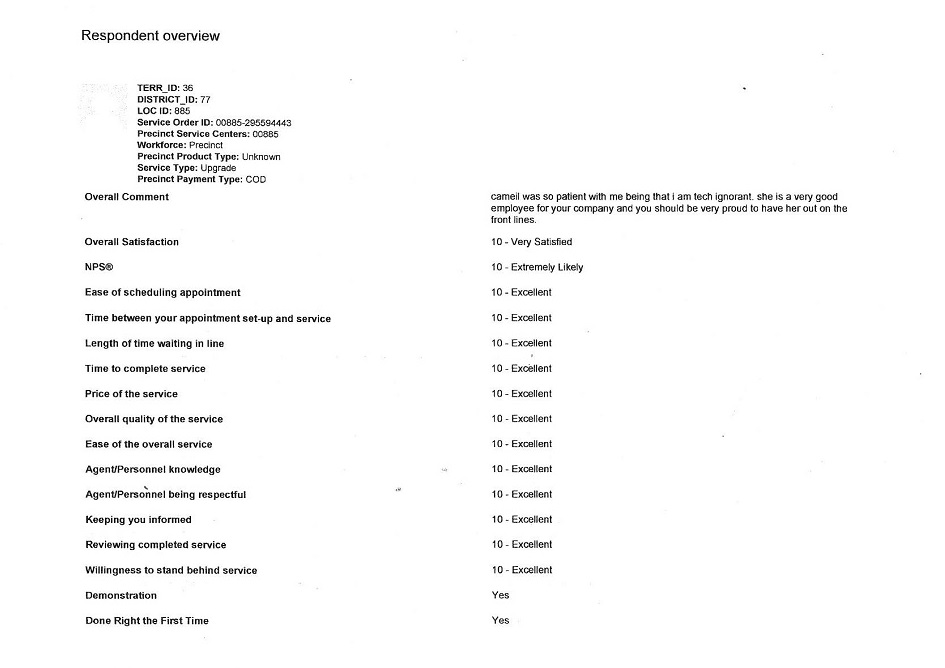 Respondent overview
TERR_ID: 36
DISTRICT_ID: 77
LOC ID: 885
Service Order ID: 00885-295594443
Precinct Service Centers: 00885
Workforce: Precinct
Precinct Product Type: Unknown
Service Type: Upgrade
Precinct Payment Type: COD
Overall Comment
cameil was so patient with me being that i am tech ignorant. she is a very good
employee for your company and you should be very proud to have her out on the
front lines.
Overall Satisfaction 10 - Very Satisfied
NPS® 10 - Extremely Likely
Ease of scheduling appointment 10 - Excellent
Time between your appointment set-up and service 10 - Excellent
Length of time waiting in line 10 - Excellent
Time to complete service 10 - Excellent
Price of the service 10 - Excellent
Overall quality of the service 10 - Excellent
Ease of the overall service 10 - Excellent
Agent/Personnel knowledge 10 - Excellent
Agent/Personnel being respectful 10 - Excellent
Keeping you informed 10 - Excellent
Reviewing completed service 10 - Excellent
Willingness to stand behind service 10 - Excellent
Demonstration Yes
Done Right the First Time Yes